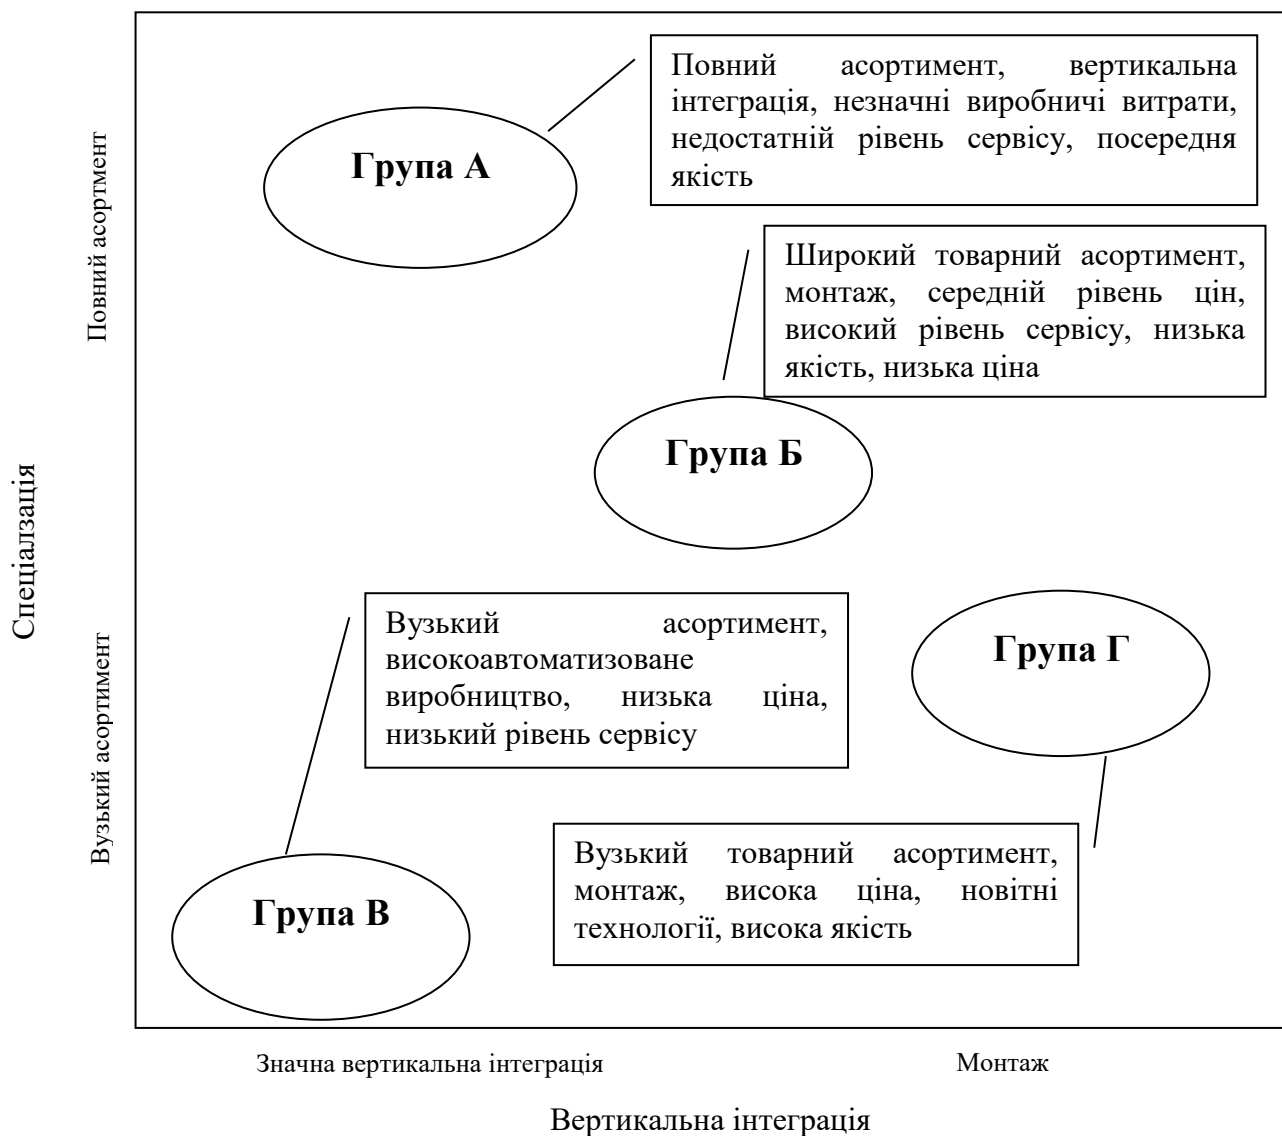 Повний асортимент, вертикальна
інтеграція, незначні виробничі витрати,
недостатній рівень сервісу, посередня
якість
Група А
Повний асортмент
Широкий товарний асортимент,
монтаж, середній рівень цін,
високий рівень сервісу, низька
якість, низька ціна
Група Б
Спеціалзація
Вузький асортимент,
високоавтоматизоване
виробництво, низька ціна,
низький рівень сервісу
Група Г
Вузький асортимент
Вузький товарний асортимент,
монтаж, висока ціна, новітні
технології, висока якість
Група В
Значна вертикальна інтеграція
Монтаж
Вертикальна інтеграція